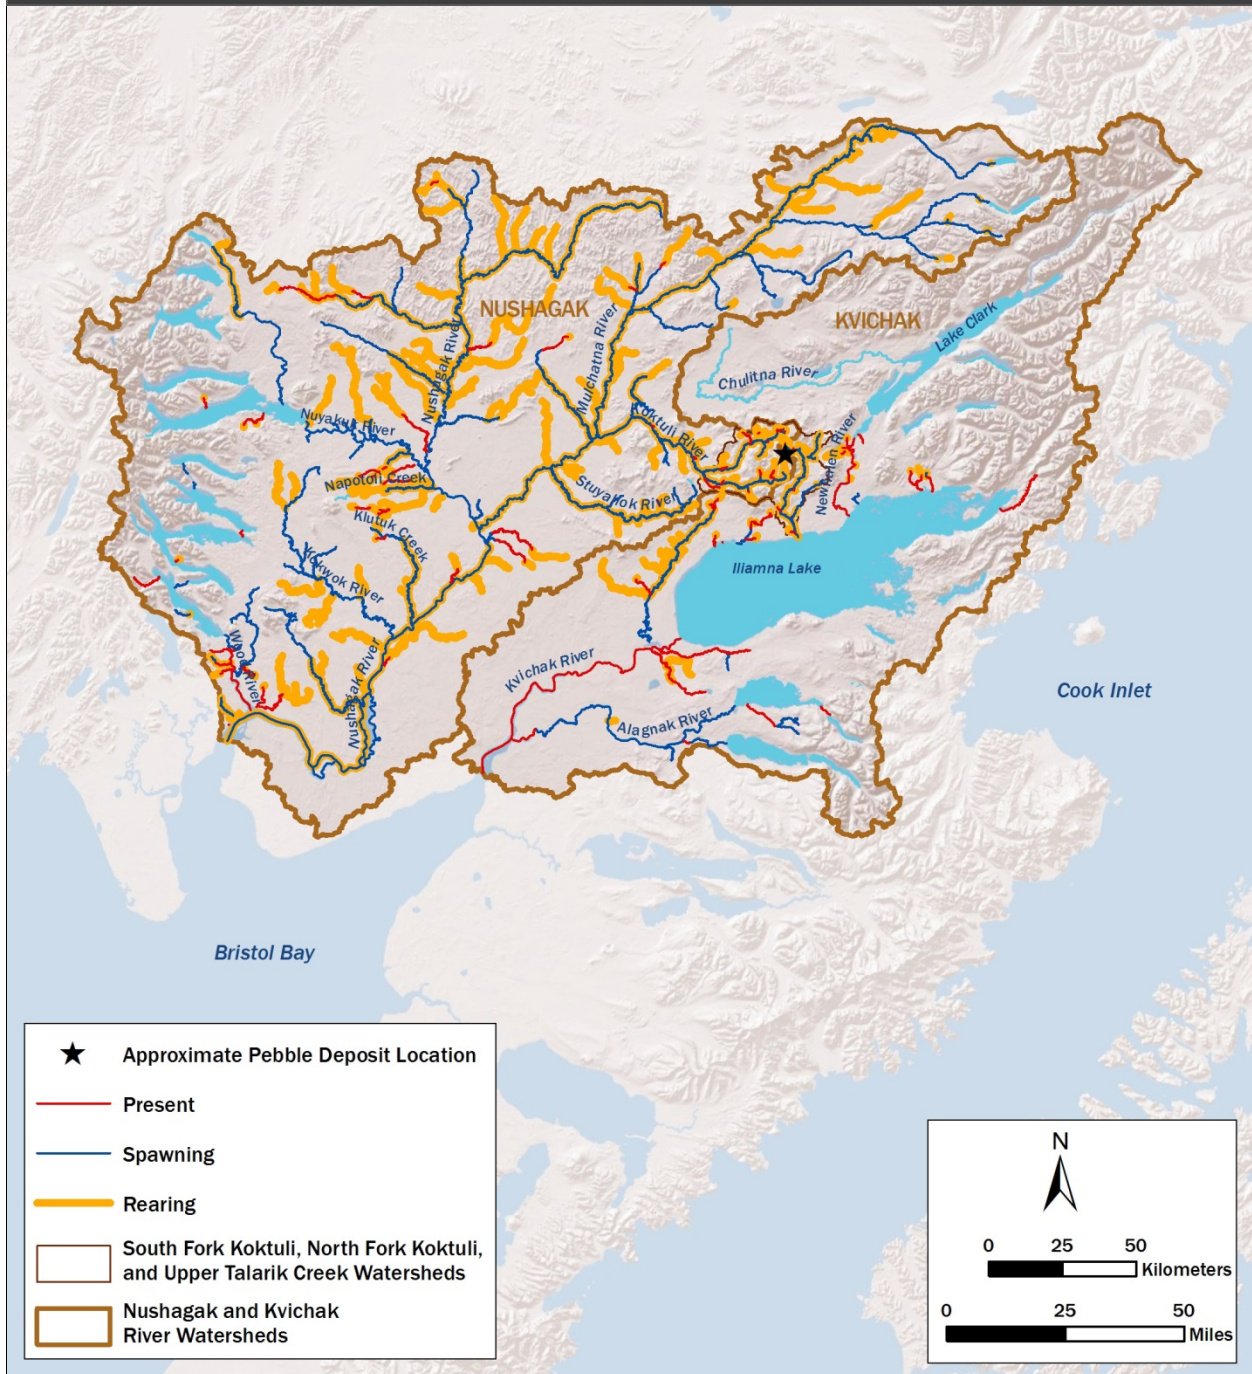 NUSHAGAK
KVICHAK
Lake Clark
Mulchatna River
Nushagak River
Chulitna River
Nuyakuk River
Koktuli River
Newhalen River
Napotoli Creek
Stuyahok River
Klutuk Creek
Iliamna Lake
Kokwok River
Wood River
Nushagak River
Kvichak River
Alagnak River
Cook Inlet
Bristol Bay
Approximate Pebble Deposit Location
Present
Spawning
Rearing
South Fork Koktuli, North Fork Koktuli,
and Upper Talarik Creek Watersheds
Nushagak and Kvichak
River Watersheds
N
0 25 50
Kilometers
0 25 50
Miles